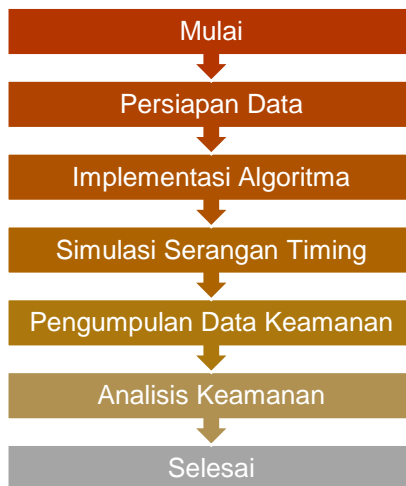 Mulai
Persiapan Data
Implementasi Algoritma
Simulasi Serangan Timing
Pengumpulan Data Keamanan
Analisis Keamanan
Selesai